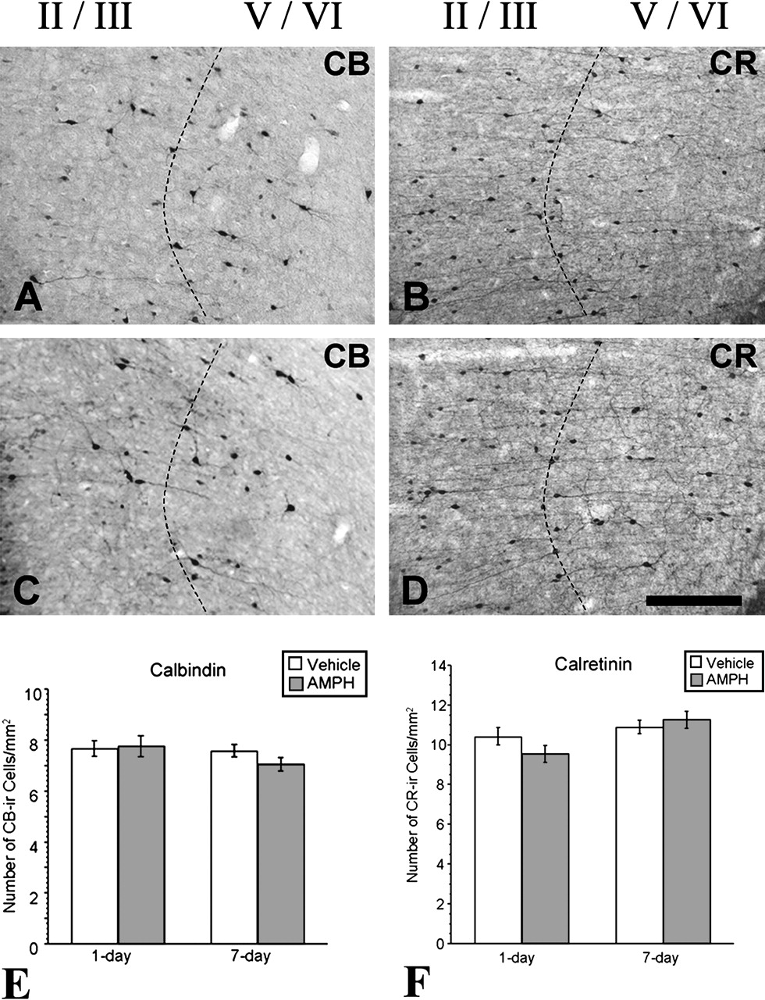 II / III V / VI II / III V / VI
CB CR
A B
CB CR
C D
Calbindin
Vehicle
AMPH
Number of CB-ir Cells/mm²
10
8
6
4
2
0
1-day 7-day
E
Calretinin
Vehicle
AMPH
Number of CR-ir Cells/mm²
14
12
10
8
6
4
2
0
1-day 7-day
F